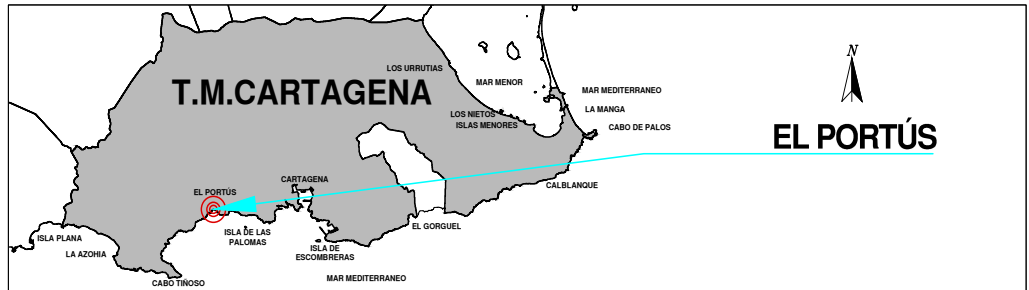 LOS URRUTIAS
MAR MENOR
T.M.CARTAGENA
MAR MEDITERRANEO
LA MANGA
LOS NIETOS
ISLAS MENORES
CABO DE PALOS
N
EL PORTÚS
CARTAGENA
CALBLANQUE
EL PORTÚS
EL GORGUEL
ISLA DE LAS
PALOMAS
ISLA PLANA
LA AZOHIA
ISLA DE
ESCOMBRERAS
CABO TIÑOSO
MAR MEDITERRANEO